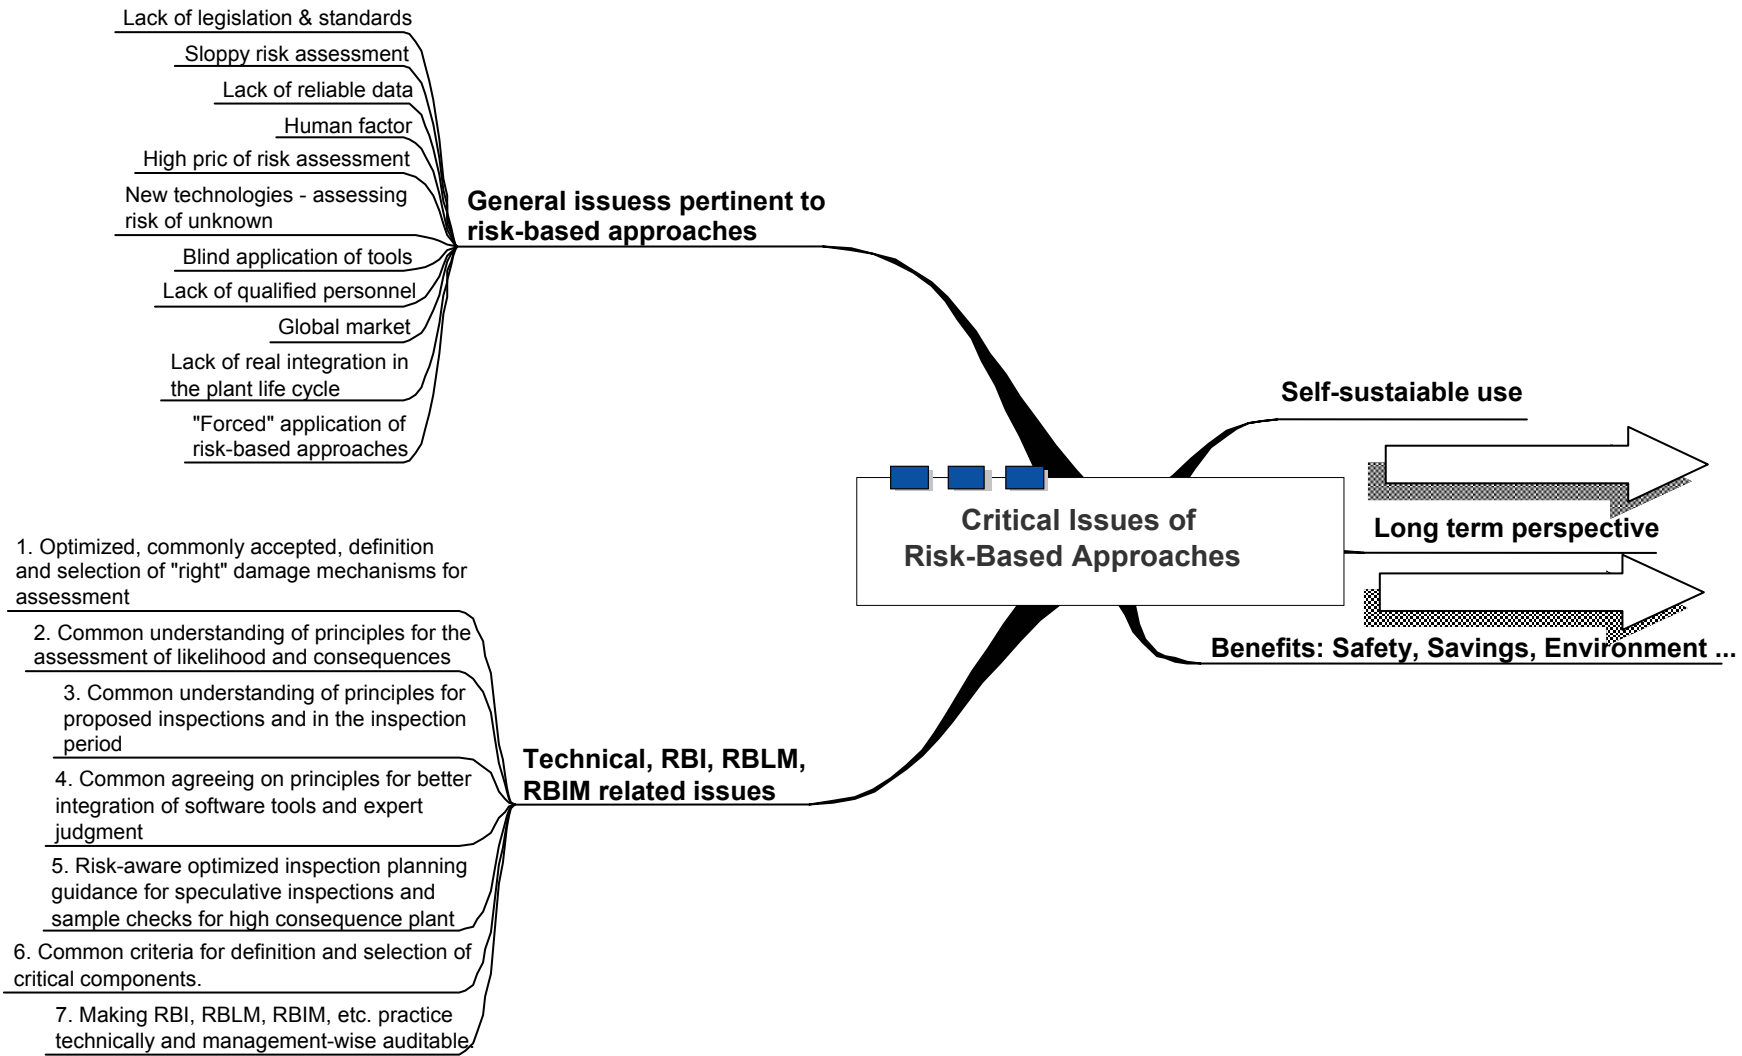 Lack of legislation & standards
Sloppy risk assessment
Lack of reliable data
Human factor
High pric of risk assessment
New technologies - assessing
risk of unknown
Blind application of tools
Lack of qualified personnel
Global market
Lack of real integration in
the plant life cycle
"Forced" application of
risk-based approaches
General issuess pertinent to
risk-based approaches
1. Optimized, commonly accepted, definition
and selection of "right" damage mechanisms for
assessment
2. Common understanding of principles for the
assessment of likelihood and consequences
3. Common understanding of principles for
proposed inspections and in the inspection
period
4. Common agreeing on principles for better
integration of software tools and expert
judgment
5. Risk-aware optimized inspection planning
guidance for speculative inspections and
sample checks for high consequence plant
6. Common criteria for definition and selection of
critical components.
7. Making RBI, RBLM, RBIM, etc. practice
technically and management-wise auditable.
Technical, RBI, RBLM,
RBIM related issues
Critical Issues of
Risk-Based Approaches
Self-sustaiable use
Long term perspective
Benefits: Safety, Savings, Environment ...